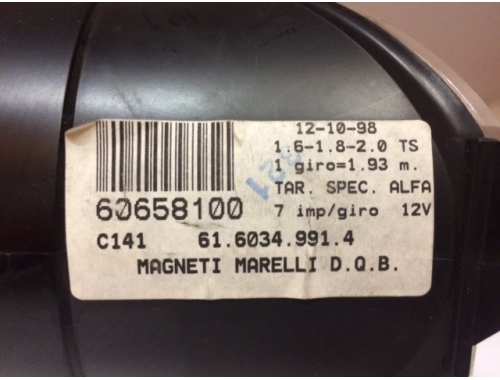 12-10-98
1.6-1.8-2.0 TS
1 giro=1.93 m.
TAR. SPEC. ALFA
60658100 7 imp/giro 12V
C141 61.6034.991.4
MAGNETI MARELLI D.Q.B.
321